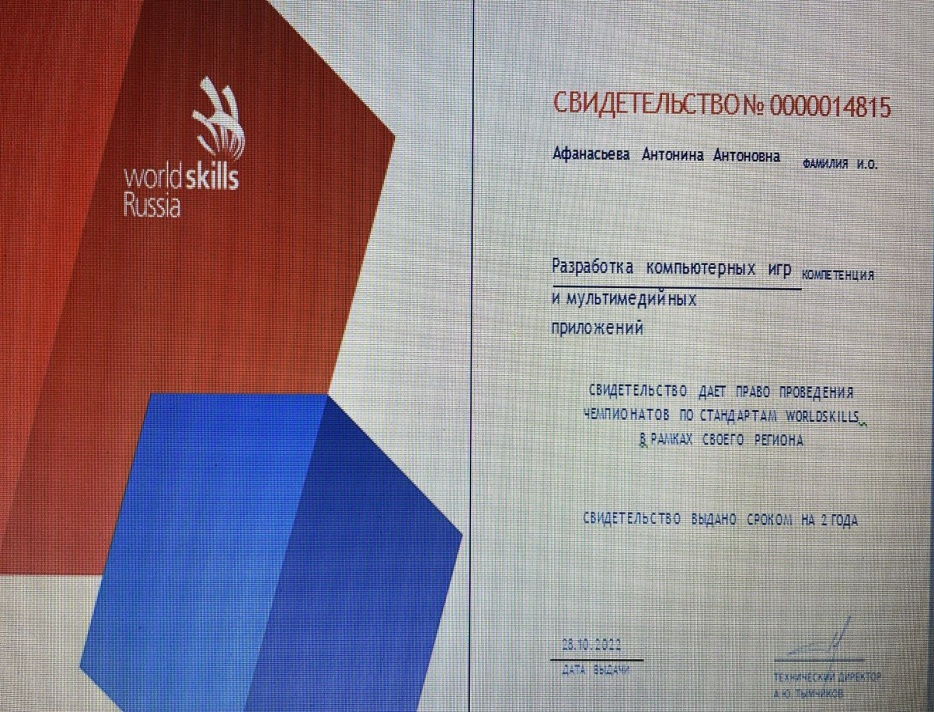 world skills
Russia
СВИДЕТЕЛЬСТВО № 0000014815
Афанасьева Антонина Антоновна ФАМИЛИЯ И.О.
Разработка компьютерных игр КОМПЕТЕНЦИЯ
и мультимедийных
приложений
СВИДЕТЕЛЬСТВО ДАЕТ ПРАВО ПРОВЕДЕНИЯ
ЧЕМПИОНАТОВ ПО СТАНДАРТАМ WORLDSKILLS
В РАМКАХ СВОЕГО РЕГИОНА
СВИДЕТЕЛЬСТВО ВЫДАНО СРОКОМ НА 2 ГОДА
28.10.2022
ДАТА ВЫДАЧИ
ТЕХНИЧЕСКИЙ ДИРЕКТОР
А.Ю. ТЫМЧИКОВ